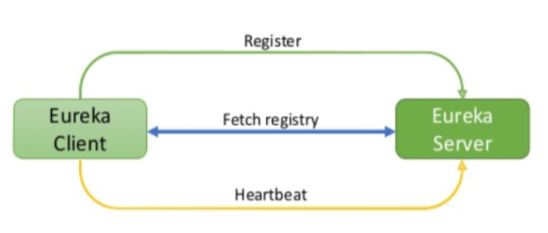 Register
Eureka
Client
Fetch registry
Eureka
Server
Heartbeat